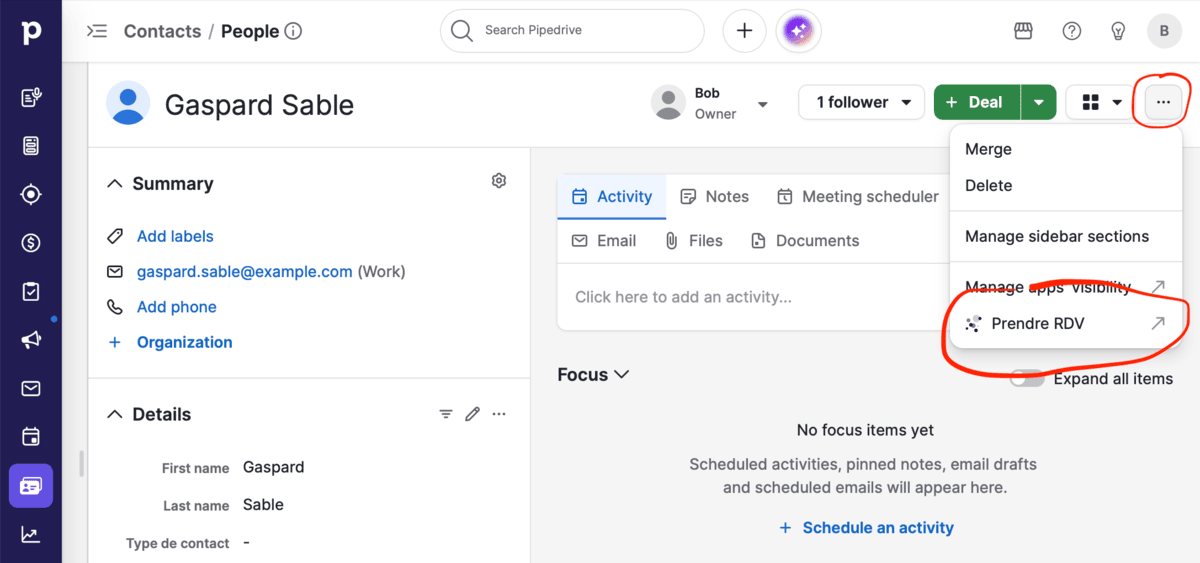 p
Contacts / People
Search Pipedrive
B
Gaspard Sable
Bob
Owner
1 follower
+ Deal
Merge
Delete
Manage sidebar sections
Manage apps' visibility
Prendre RDV
Summary
Add labels
gaspard.sable@example.com (Work)
Add phone
+ Organization
Details
First name Gaspard
Last name Sable
Type de contact -
Activity Notes Meeting scheduler
Email Files Documents
Click here to add an activity...
Focus
Expand all items
No focus items yet
Scheduled activities, pinned notes, email drafts
and scheduled emails will appear here.
+ Schedule an activity